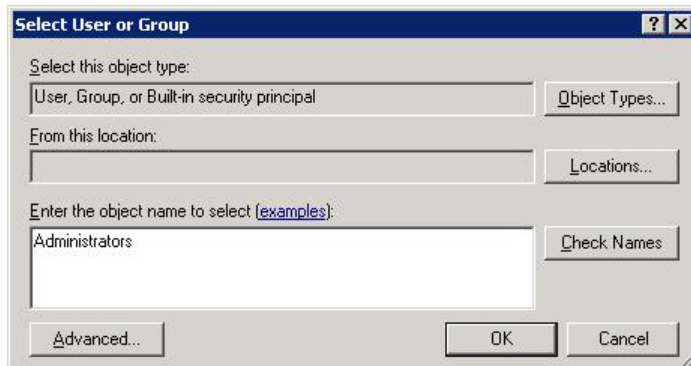 Select User or Group
Select this object type:
User, Group, or Built-in security principal
Object Types...
From this location:
Locations...
Enter the object name to select (examples):
Administrators
Check Names
Advanced...
OK
Cancel